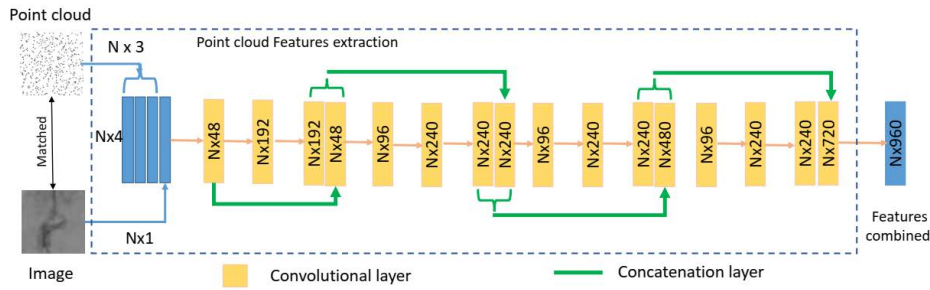 Point cloud
N x 3
Point cloud Features extraction
Matched
Nx4
Nx48
Nx192
Nx192
Nx48
Nx96
Nx240
Nx240
Nx240
Nx96
Nx240
Nx240
Nx480
Nx96
Nx240
Nx240
Nx720
Nx960
Nx1
Features
combined
Image
Convolutional layer
Concatenation layer